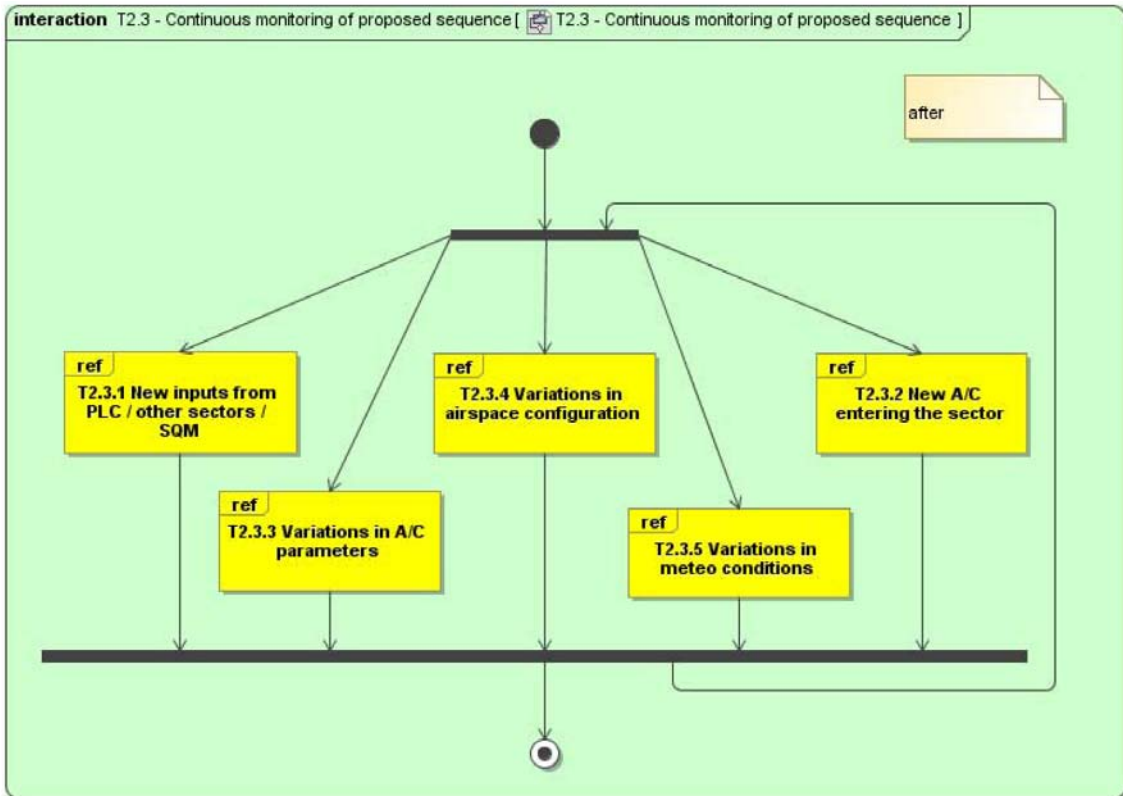 interaction T2.3 - Continuous monitoring of proposed sequence [ T2.3 - Continuous monitoring of proposed sequence ]
after
ref
T2.3.1 New inputs from
PLC / other sectors /
SQM
ref
T2.3.4 Variations in
airspace configuration
ref
T2.3.2 New A/C
entering the sector
ref
T2.3.3 Variations in A/C
parameters
ref
T2.3.5 Variations in
meteo conditions